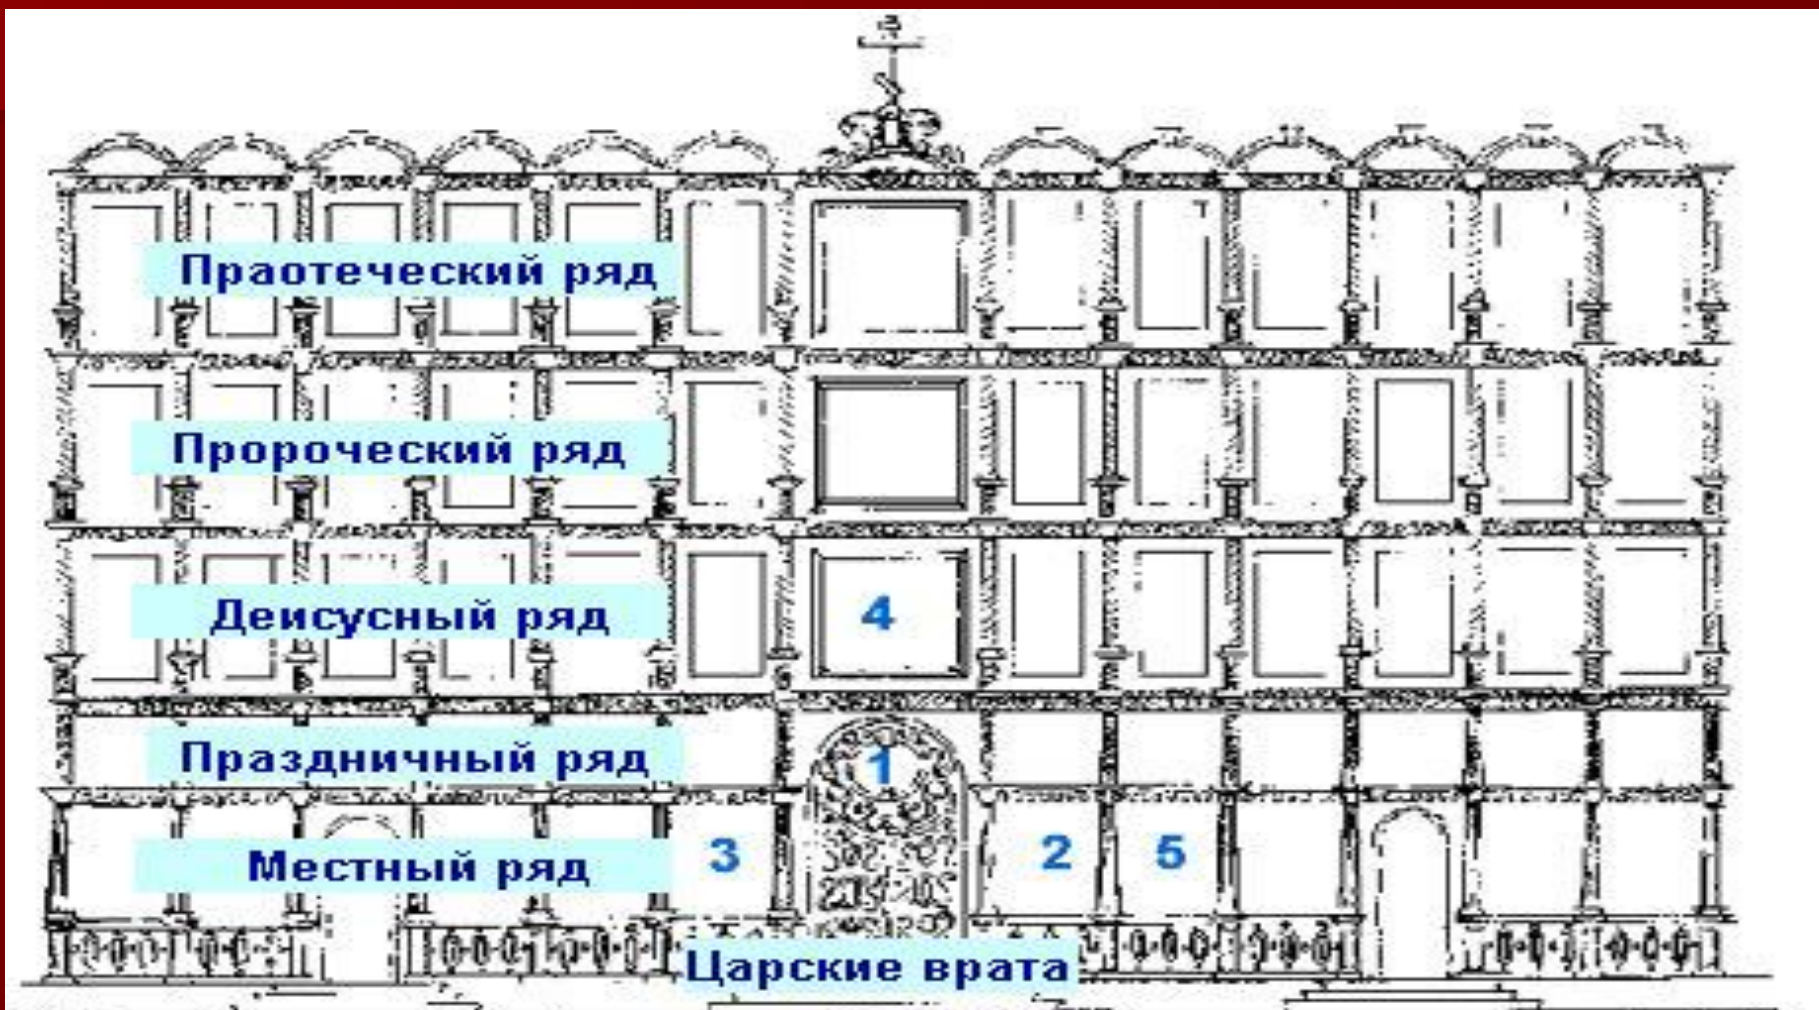 Праотеческий ряд
Пророческий ряд
Деисусный ряд
4
Праздничный ряд
1
Местный ряд
3
2
5
Царские врата